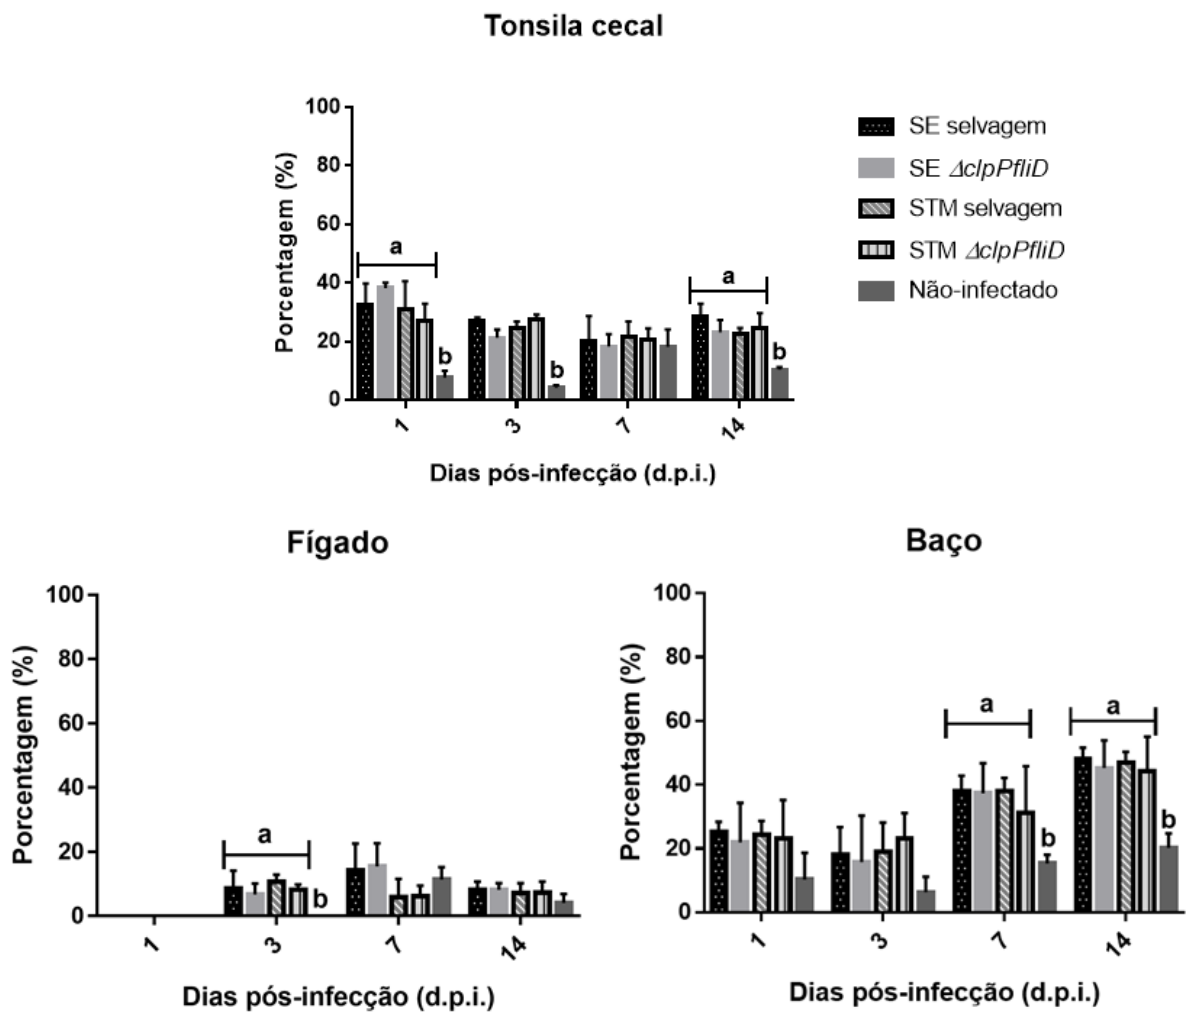 Tonsila cecal
Porcentagem (%)
100
80
60
40
20
0
a
b
b
a
b
1
3
7
14
Dias pós-infecção (d.p.i.)
SE selvagem
SE ΔclpPfliD
STM selvagem
STM ΔclpPfliD
Não-infectado
Fígado
Porcentagem (%)
100
80
60
40
20
0
a
b
1
3
7
14
Dias pós-infecção (d.p.i.)
Baço
Porcentagem (%)
100
80
60
40
20
0
a
b
a
b
1
3
7
14
Dias pós-infecção (d.p.i.)